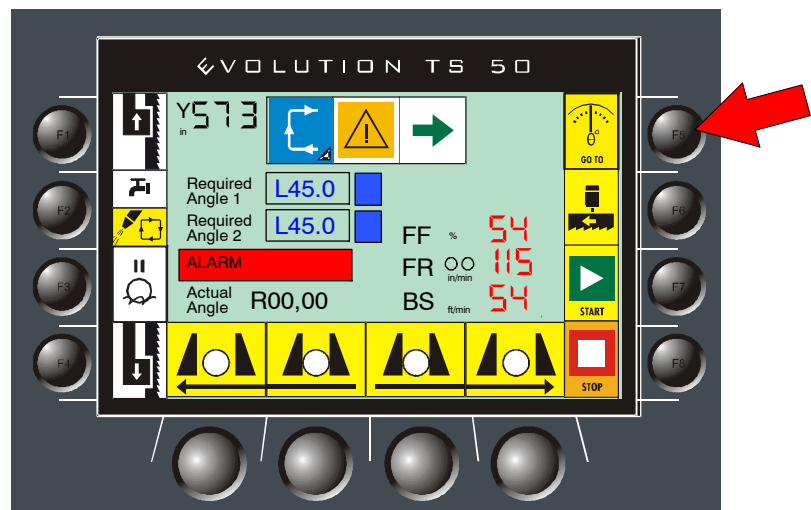 EVOLUTION TS 50
F1
F2
F3
F4
Y573
in
Required
Angle 1
L45.0
Required
Angle 2
L45.0
ALARM
Actual
Angle
R00,00
FF % 54
FR in/min 115
BS ft/min 54
θ°
GO TO
START
STOP
F5
F6
F7
F8